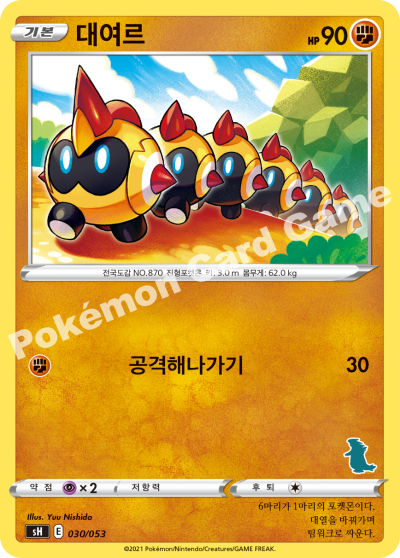 기본 대여르 HP 90
전국도감 NO.870 진형포켓몬 키: 3.0 m 몸무게: 62.0 kg
Pokémon Card Game
공격해나가기 30
약점 ×2 저항력 후퇴
Illus. Yuu Nishida
sH E 030/053
6마리가 1마리의 포켓몬이다.
대열을 바꿔가며
팀워크로 싸운다.
©2021 Pokémon/Nintendo/Creatures/GAME FREAK.